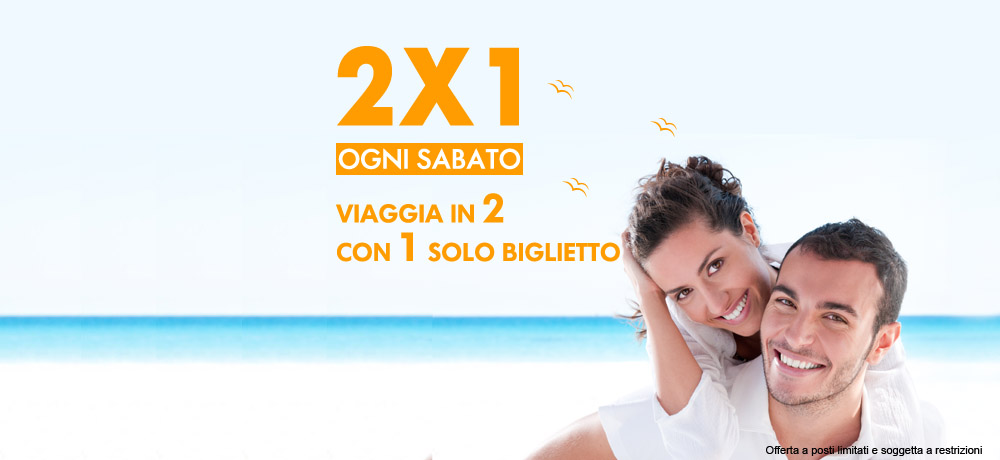 2X1
OGNI SABATO
VIAGGIA IN 2
CON 1 SOLO BIGLIETTO
Offerta a posti limitati e soggetta a restrizioni